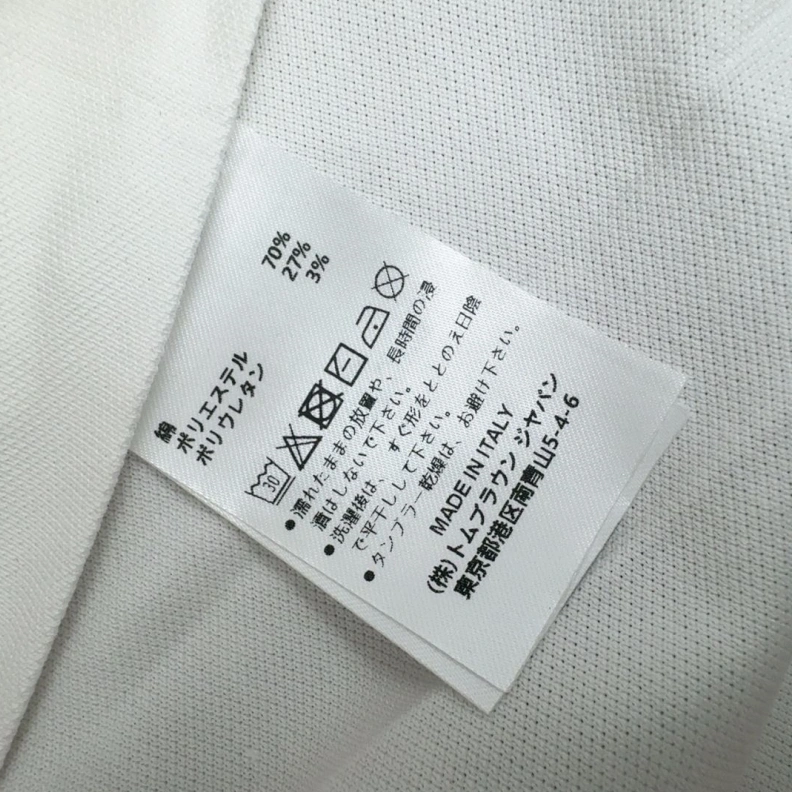 綿 70%
ポリエステル 27%
ポリウレタン 3%
30
●濡れたままの放置や、長時間の浸
漬はしないで下さい。
●洗濯後は、すぐ形をととのえ日陰
で平干しして下さい。
●タンブラー乾燥は、お避け下さい。
MADE IN ITALY
(株)トムブラウン ジャパン
東京都港区南青山5-4-6